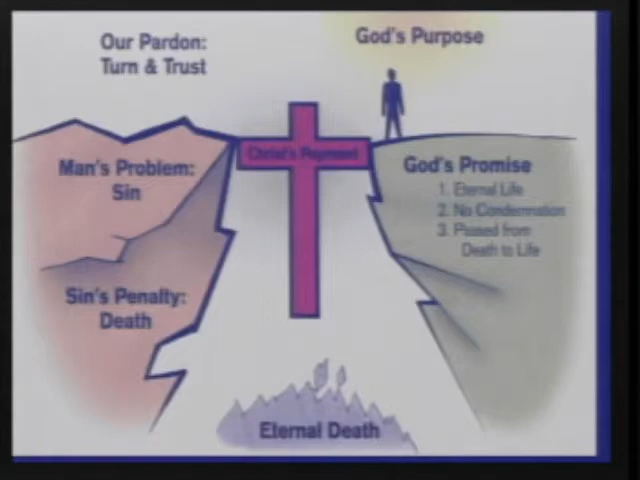 Our Pardon:
Turn & Trust
God's Purpose
Christ's Payment
Man's Problem:
Sin
God's Promise
1. Eternal Life
2. No Condemnation
3. Passed from
Death to Life
Sin's Penalty:
Death
Eternal Death